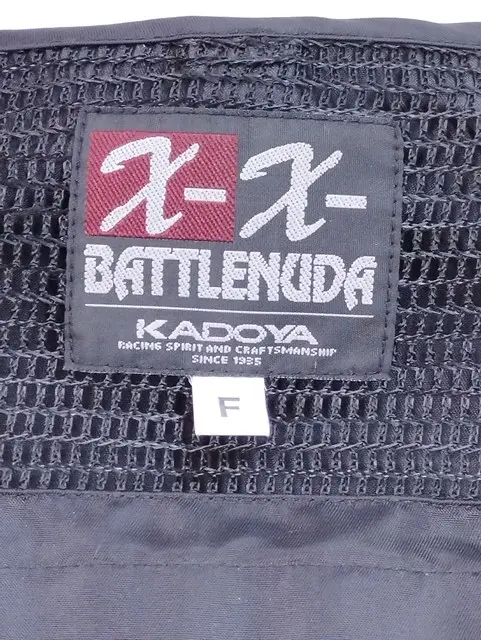 X-X-
BATTLENUDA
KADOYA
RACING SPIRIT AND CRAFTSMANSHIP
SINCE 1935
F